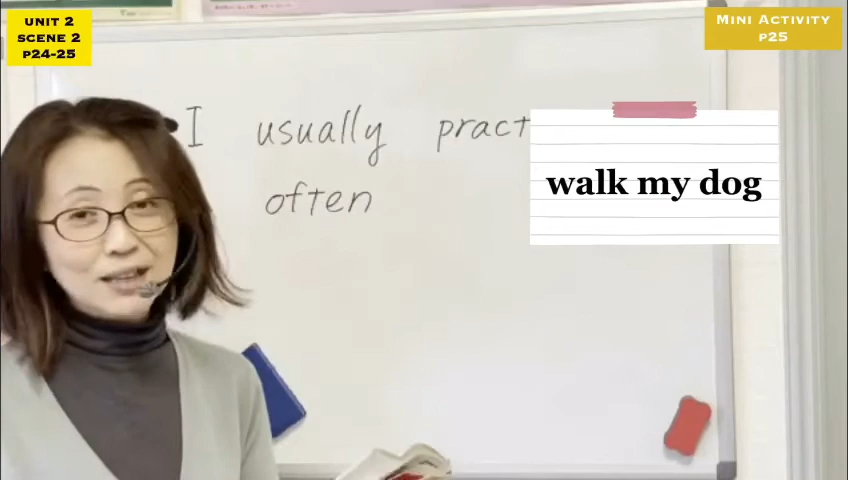 UNIT 2
SCENE 2
P24-25
MINI ACTIVITY
P25
I usually pract
often
walk my dog